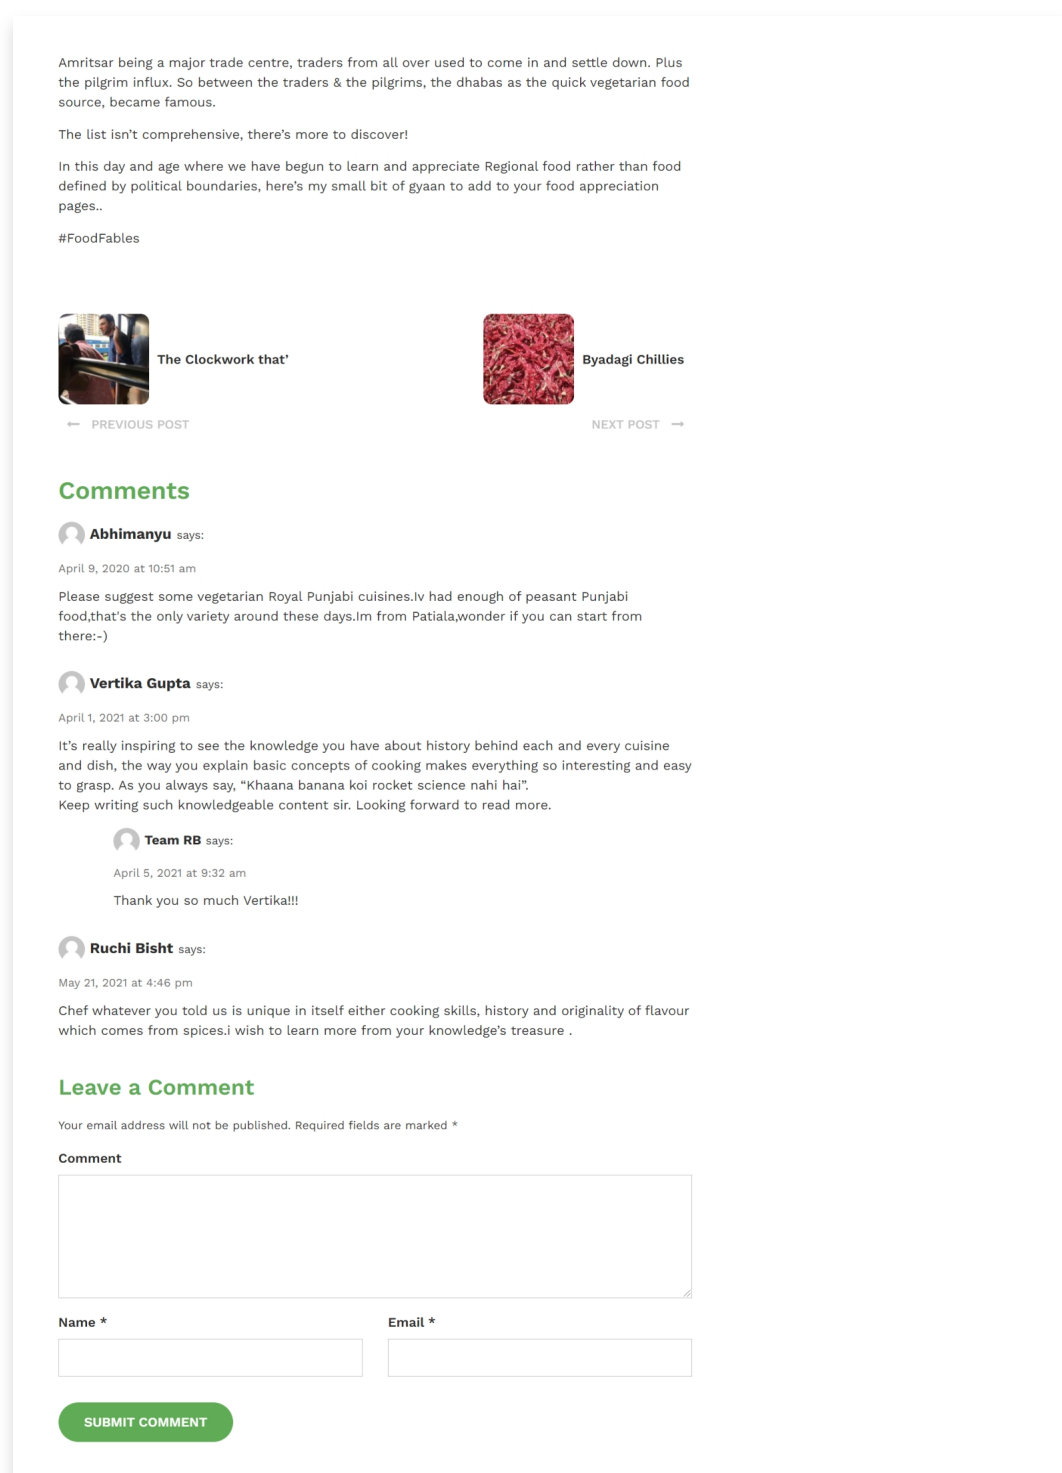 Amritsar being a major trade centre, traders from all over used to come in and settle down. Plus
the pilgrim influx. So between the traders & the pilgrims, the dhabas as the quick vegetarian food
source, became famous.
The list isn’t comprehensive, there’s more to discover!
In this day and age where we have begun to learn and appreciate Regional food rather than food
defined by political boundaries, here’s my small bit of gyaan to add to your food appreciation
pages..
#FoodFables
The Clockwork that’
Byadagi Chillies
← PREVIOUS POST
NEXT POST →
Comments
Abhimanyu says:
April 9, 2020 at 10:51 am
Please suggest some vegetarian Royal Punjabi cuisines.Iv had enough of peasant Punjabi
food,that's the only variety around these days.Im from Patiala,wonder if you can start from
there:-)
Vertika Gupta says:
April 1, 2021 at 3:00 pm
It’s really inspiring to see the knowledge you have about history behind each and every cuisine
and dish, the way you explain basic concepts of cooking makes everything so interesting and easy
to grasp. As you always say, “Khaana banana koi rocket science nahi hai”.
Keep writing such knowledgeable content sir. Looking forward to read more.
Team RB says:
April 5, 2021 at 9:32 am
Thank you so much Vertika!!!
Ruchi Bisht says:
May 21, 2021 at 4:46 pm
Chef whatever you told us is unique in itself either cooking skills, history and originality of flavour
which comes from spices.i wish to learn more from your knowledge’s treasure .
Leave a Comment
Your email address will not be published. Required fields are marked *
Comment
Name *
Email *
SUBMIT COMMENT